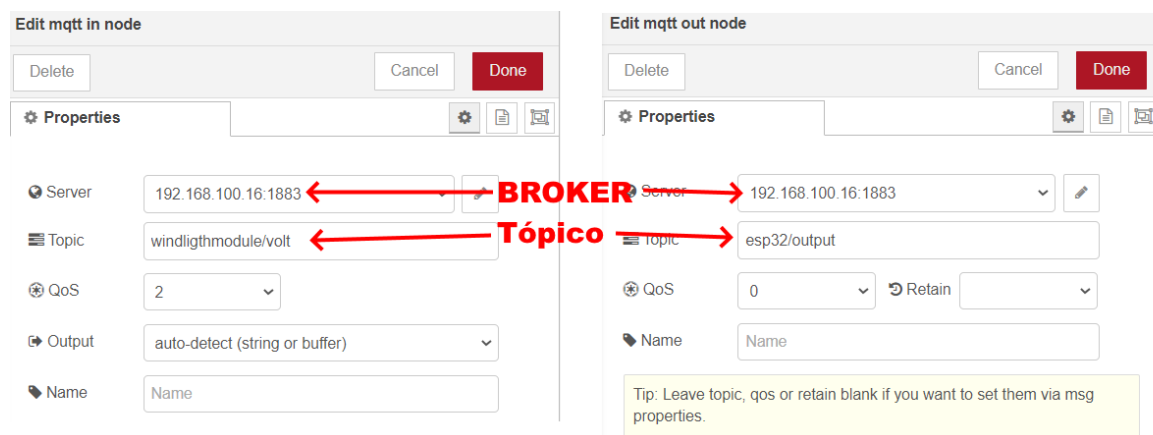 Edit mqtt in node
Delete
Cancel
Done
Properties
Server
192.168.100.16:1883
Topic
windligthmodule/volt
QoS
2
Output
auto-detect (string or buffer)
Name
Name
BROKER
Tópico
Edit mqtt out node
Delete
Cancel
Done
Properties
Server
192.168.100.16:1883
Topic
esp32/output
QoS
0
Retain
Name
Name
Tip: Leave topic, qos or retain blank if you want to set them via msg
properties.